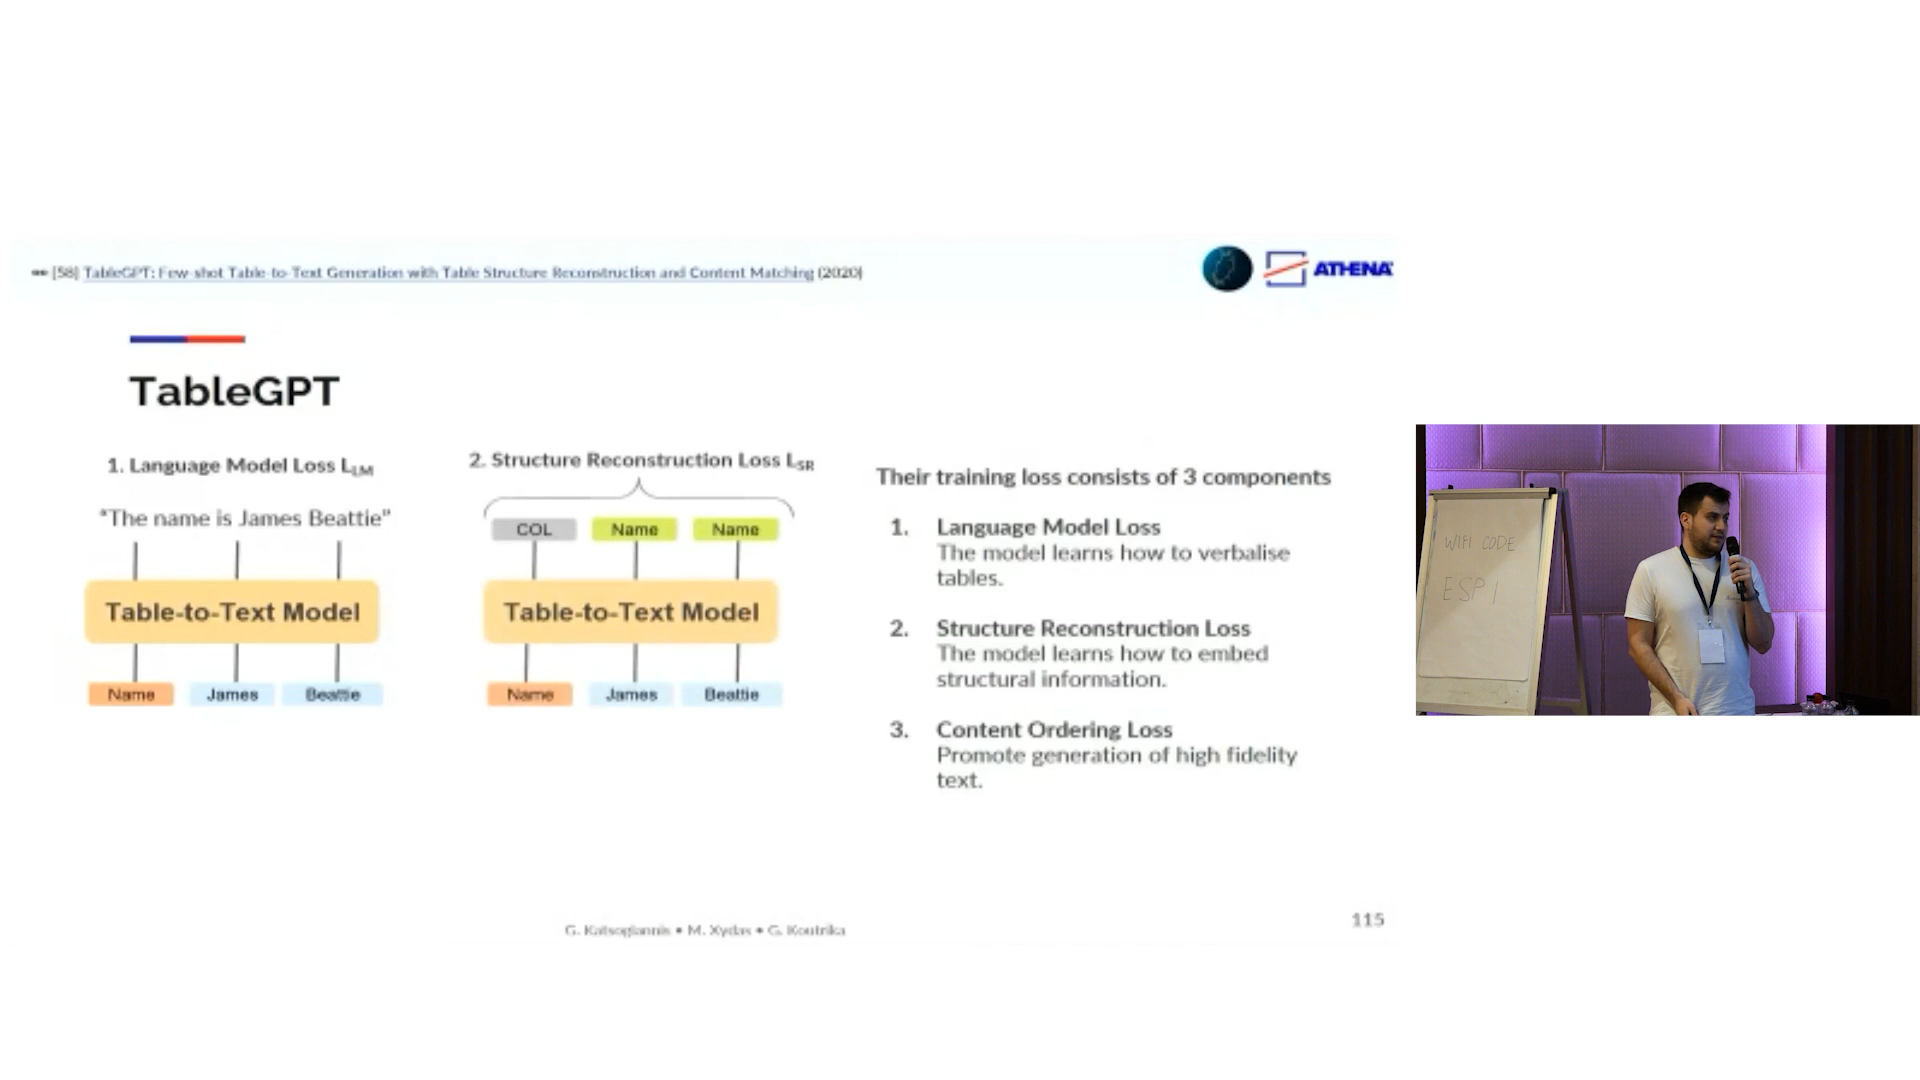 [58] TableGPT: Few-shot Table-to-Text Generation with Table Structure Reconstruction and Content Matching (2020)
ATHENA
TableGPT
1. Language Model Loss L_LM
"The name is James Beattie"
Table-to-Text Model
Name James Beattie
2. Structure Reconstruction Loss L_SR
COL Name Name
Table-to-Text Model
Name James Beattie
Their training loss consists of 3 components
1. Language Model Loss
The model learns how to verbalise
tables.
2. Structure Reconstruction Loss
The model learns how to embed
structural information.
3. Content Ordering Loss
Promote generation of high fidelity
text.
G. Katsogiannis • M. Xydas • G. Koutrika
115
WIFI CODE
ESP1